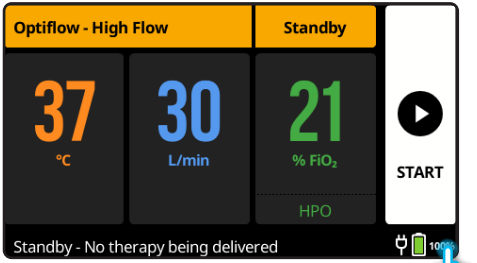 Optiflow - High Flow
Standby
37
°C
30
L/min
21
% FiO₂
HPO
START
Standby - No therapy being delivered
100%